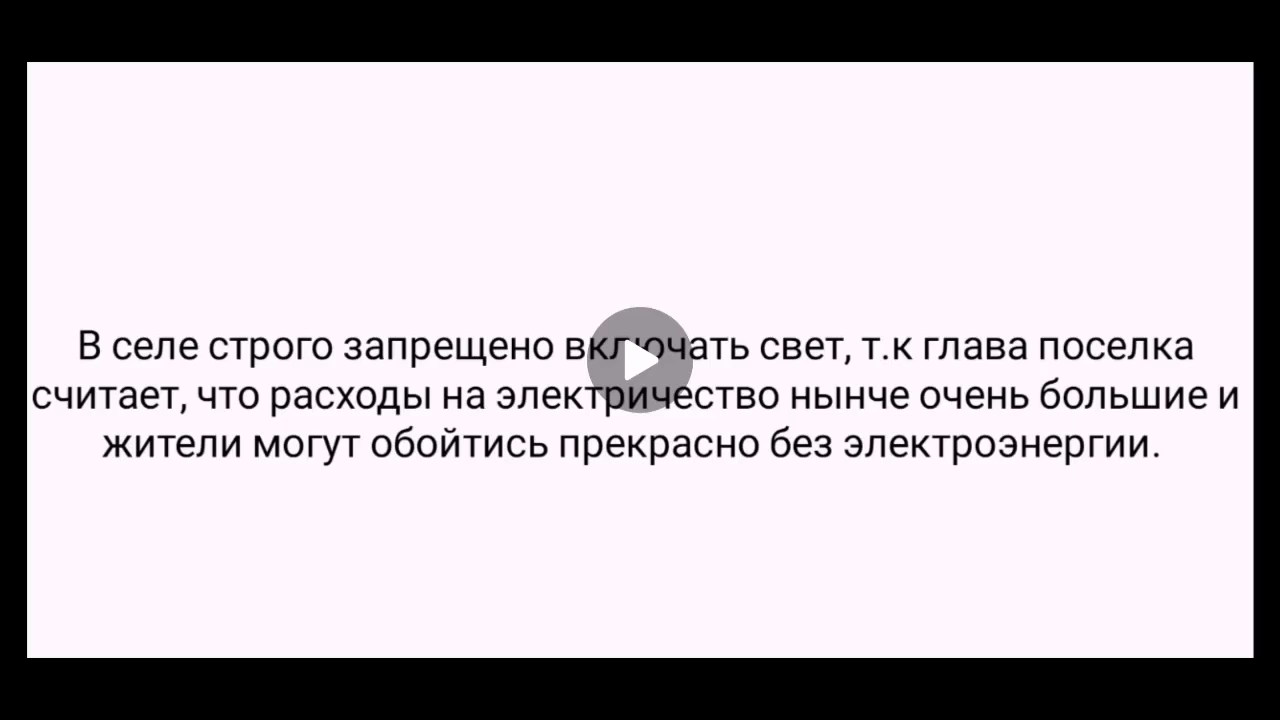 В селе строго запрещено включать свет, т.к глава поселка
считает, что расходы на электричество нынче очень большие и
жители могут обойтись прекрасно без электроэнергии.